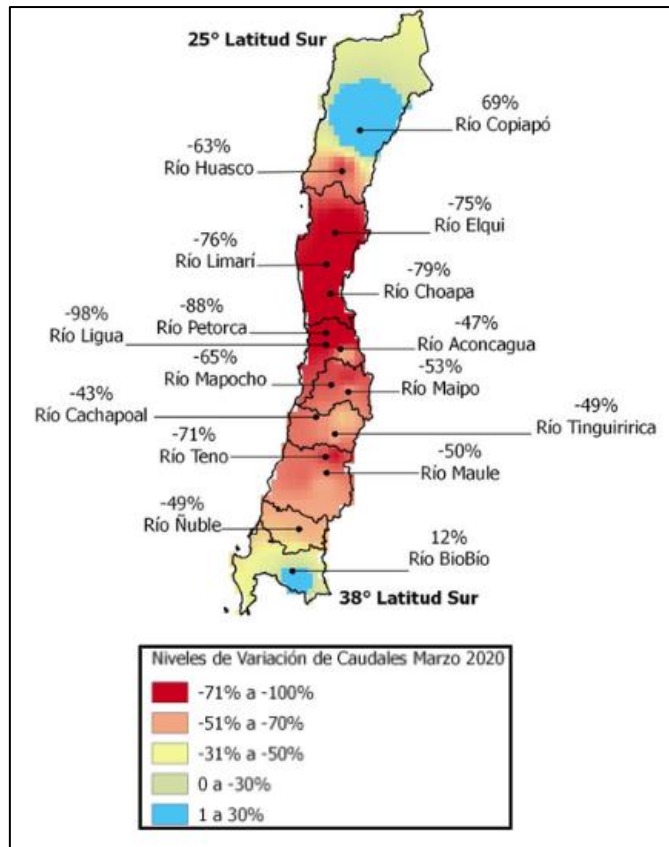 25° Latitud Sur
69%
Río Copiapó
-63%
Río Huasco
-75%
Río Elqui
-76%
Río Limarí
-79%
Río Choapa
-88%
Río Petorca
-98%
Río Ligua
-47%
Río Aconcagua
-65%
Río Mapocho
-53%
Río Maipo
-43%
Río Cachapoal
-49%
Río Tinguiririca
-71%
Río Teno
-50%
Río Maule
-49%
Río Ñuble
12%
Río BioBío
38° Latitud Sur
Niveles de Variación de Caudales Marzo 2020
-71% a -100%
-51% a -70%
-31% a -50%
0 a -30%
1 a 30%